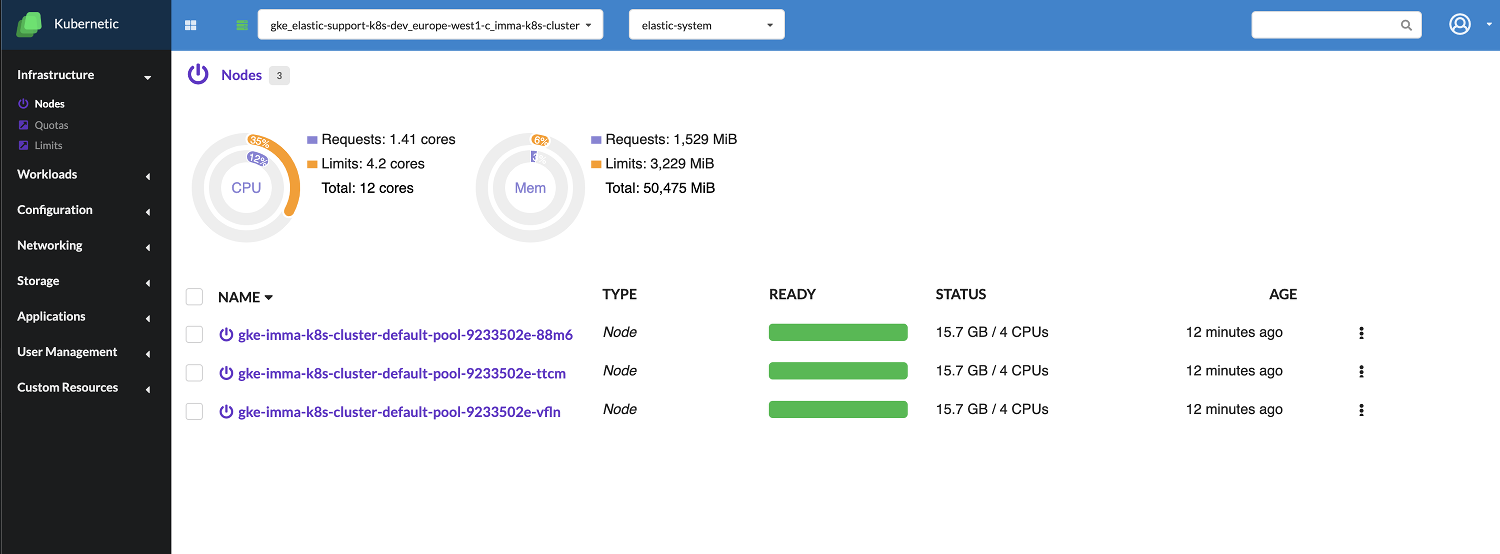 Kubernetic
gke_elastic-support-k8s-dev_europe-west1-c_imma-k8s-cluster
elastic-system
Infrastructure
Nodes
Quotas
Limits
Workloads
Configuration
Networking
Storage
Applications
User Management
Custom Resources
Nodes 3
35%
12%
CPU
Requests: 1.41 cores
Limits: 4.2 cores
Total: 12 cores
6%
Mem
Requests: 1,529 MiB
Limits: 3,229 MiB
Total: 50,475 MiB
NAME TYPE READY STATUS AGE
gke-imma-k8s-cluster-default-pool-9233502e-88m6 Node 15.7 GB / 4 CPUs 12 minutes ago
gke-imma-k8s-cluster-default-pool-9233502e-ttcm Node 15.7 GB / 4 CPUs 12 minutes ago
gke-imma-k8s-cluster-default-pool-9233502e-vfln Node 15.7 GB / 4 CPUs 12 minutes ago